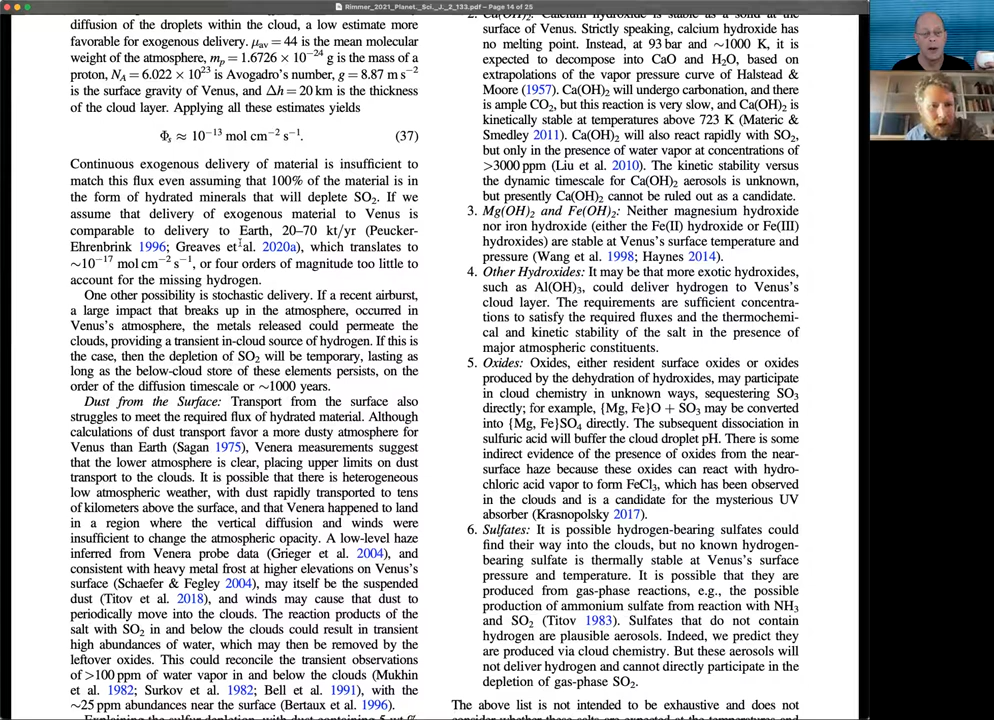 Rimmer_2021_Planet._Sci._J._2_133.pdf - Page 14 of 25
diffusion of the droplets within the cloud, a low estimate more
favorable for exogenous delivery. μav = 44 is the mean molecular
weight of the atmosphere, mp = 1.6726 × 10−24 g is the mass of a
proton, NA = 6.022 × 1023 is Avogadro's number, g = 8.87 m s−2
is the surface gravity of Venus, and Δh = 20 km is the thickness
of the cloud layer. Applying all these estimates yields
Φs ≈ 10−13 mol cm−2 s−1. (37)
Continuous exogenous delivery of material is insufficient to
match this flux even assuming that 100% of the material is in
the form of hydrated minerals that will deplete SO2. If we
assume that delivery of exogenous material to Venus is
comparable to delivery to Earth, 20–70 kt/yr (Peucker-
Ehrenbrink 1996; Greaves et al. 2020a), which translates to
∼10−17 mol cm−2 s−1, or four orders of magnitude too little to
account for the missing hydrogen.
One other possibility is stochastic delivery. If a recent airburst,
a large impact that breaks up in the atmosphere, occurred in
Venus's atmosphere, the metals released could permeate the
clouds, providing a transient in-cloud source of hydrogen. If this is
the case, then the depletion of SO2 will be temporary, lasting as
long as the below-cloud store of these elements persists, on the
order of the diffusion timescale or ∼1000 years.
Dust from the Surface: Transport from the surface also
struggles to meet the required flux of hydrated material. Although
calculations of dust transport favor a more dusty atmosphere for
Venus than Earth (Sagan 1975), Venera measurements suggest
that the lower atmosphere is clear, placing upper limits on dust
transport to the clouds. It is possible that there is heterogeneous
low atmospheric weather, with dust rapidly transported to tens
of kilometers above the surface, and that Venera happened to land
in a region where the vertical diffusion and winds were
insufficient to change the atmospheric opacity. A low-level haze
inferred from Venera probe data (Grieger et al. 2004), and
consistent with heavy metal frost at higher elevations on Venus's
surface (Schaefer & Fegley 2004), may itself be the suspended
dust (Titov et al. 2018), and winds may cause that dust to
periodically move into the clouds. The reaction products of the
salt with SO2 in and below the clouds could result in transient
high abundances of water, which may then be removed by the
leftover oxides. This could reconcile the transient observations
of >100 ppm of water vapor in and below the clouds (Mukhin
et al. 1982; Surkov et al. 1982; Bell et al. 1991), with the
∼25 ppm abundances near the surface (Bertaux et al. 1996).
Explaining the sulfur depletion, with dust containing 5 wt%
2. Ca(OH)2: Calcium hydroxide is stable as a solid at the
surface of Venus. Strictly speaking, calcium hydroxide has
no melting point. Instead, at 93 bar and ∼1000 K, it is
expected to decompose into CaO and H2O, based on
extrapolations of the vapor pressure curve of Halstead &
Moore (1957). Ca(OH)2 will undergo carbonation, and there
is ample CO2, but this reaction is very slow, and Ca(OH)2 is
kinetically stable at temperatures above 723 K (Materic &
Smedley 2011). Ca(OH)2 will also react rapidly with SO2,
but only in the presence of water vapor at concentrations of
>3000 ppm (Liu et al. 2010). The kinetic stability versus
the dynamic timescale for Ca(OH)2 aerosols is unknown,
but presently Ca(OH)2 cannot be ruled out as a candidate.
3. Mg(OH)2 and Fe(OH)2: Neither magnesium hydroxide
nor iron hydroxide (either the Fe(II) hydroxide or Fe(III)
hydroxides) are stable at Venus's surface temperature and
pressure (Wang et al. 1998; Haynes 2014).
4. Other Hydroxides: It may be that more exotic hydroxides,
such as Al(OH)3, could deliver hydrogen to Venus's
cloud layer. The requirements are sufficient concentra-
tions to satisfy the required fluxes and the thermochemi-
cal and kinetic stability of the salt in the presence of
major atmospheric constituents.
5. Oxides: Oxides, either resident surface oxides or oxides
produced by the dehydration of hydroxides, may participate
in cloud chemistry in unknown ways, sequestering SO3
directly; for example, {Mg, Fe}O + SO3 may be converted
into {Mg, Fe}SO4 directly. The subsequent dissociation in
sulfuric acid will buffer the cloud droplet pH. There is some
indirect evidence of the presence of oxides from the near-
surface haze because these oxides can react with hydro-
chloric acid vapor to form FeCl3, which has been observed
in the clouds and is a candidate for the mysterious UV
absorber (Krasnopolsky 2017).
6. Sulfates: It is possible hydrogen-bearing sulfates could
find their way into the clouds, but no known hydrogen-
bearing sulfate is thermally stable at Venus's surface
pressure and temperature. It is possible that they are
produced from gas-phase reactions, e.g., the possible
production of ammonium sulfate from reaction with NH3
and SO2 (Titov 1983). Sulfates that do not contain
hydrogen are plausible aerosols. Indeed, we predict they
are produced via cloud chemistry. But these aerosols will
not deliver hydrogen and cannot directly participate in the
depletion of gas-phase SO2.
The above list is not intended to be exhaustive and does not
consider whether these salts are expected at the temperatures and